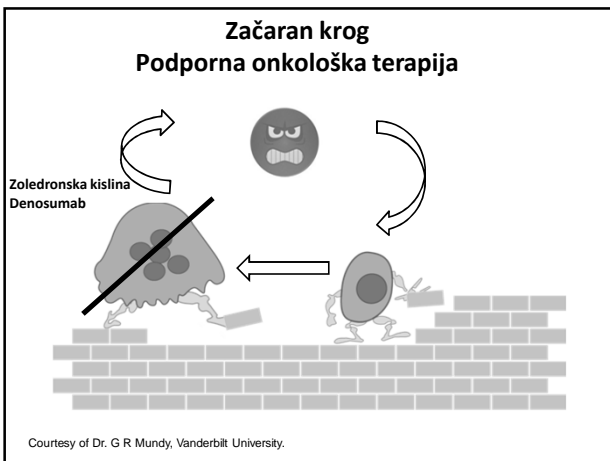 Začaran krog
Podporna onkološka terapija
Zoledronska kislina
Denosumab
Courtesy of Dr. G R Mundy, Vanderbilt University.